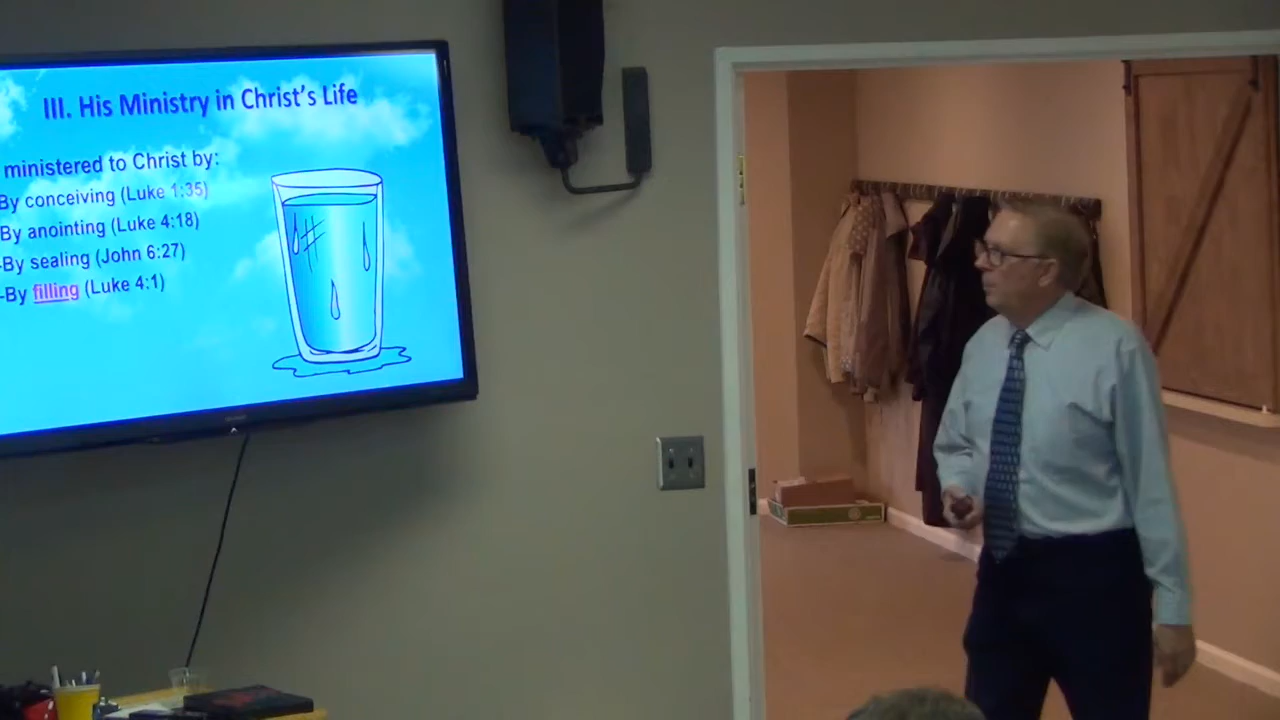 III. His Ministry in Christ's Life
ministered to Christ by:
By conceiving (Luke 1:35)
By anointing (Luke 4:18)
-By sealing (John 6:27)
-By filling (Luke 4:1)